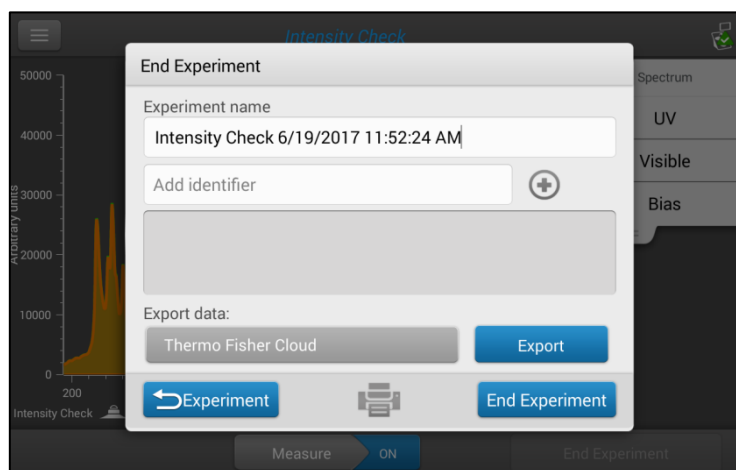 Intensity Check
End Experiment
Experiment name
Intensity Check 6/19/2017 11:52:24 AM
Add identifier
Export data:
Thermo Fisher Cloud
Export
Experiment
End Experiment
50000
40000
30000
20000
10000
0
Arbitrary units
200
Intensity Check
Spectrum
UV
Visible
Bias
Measure
ON
End Experiment